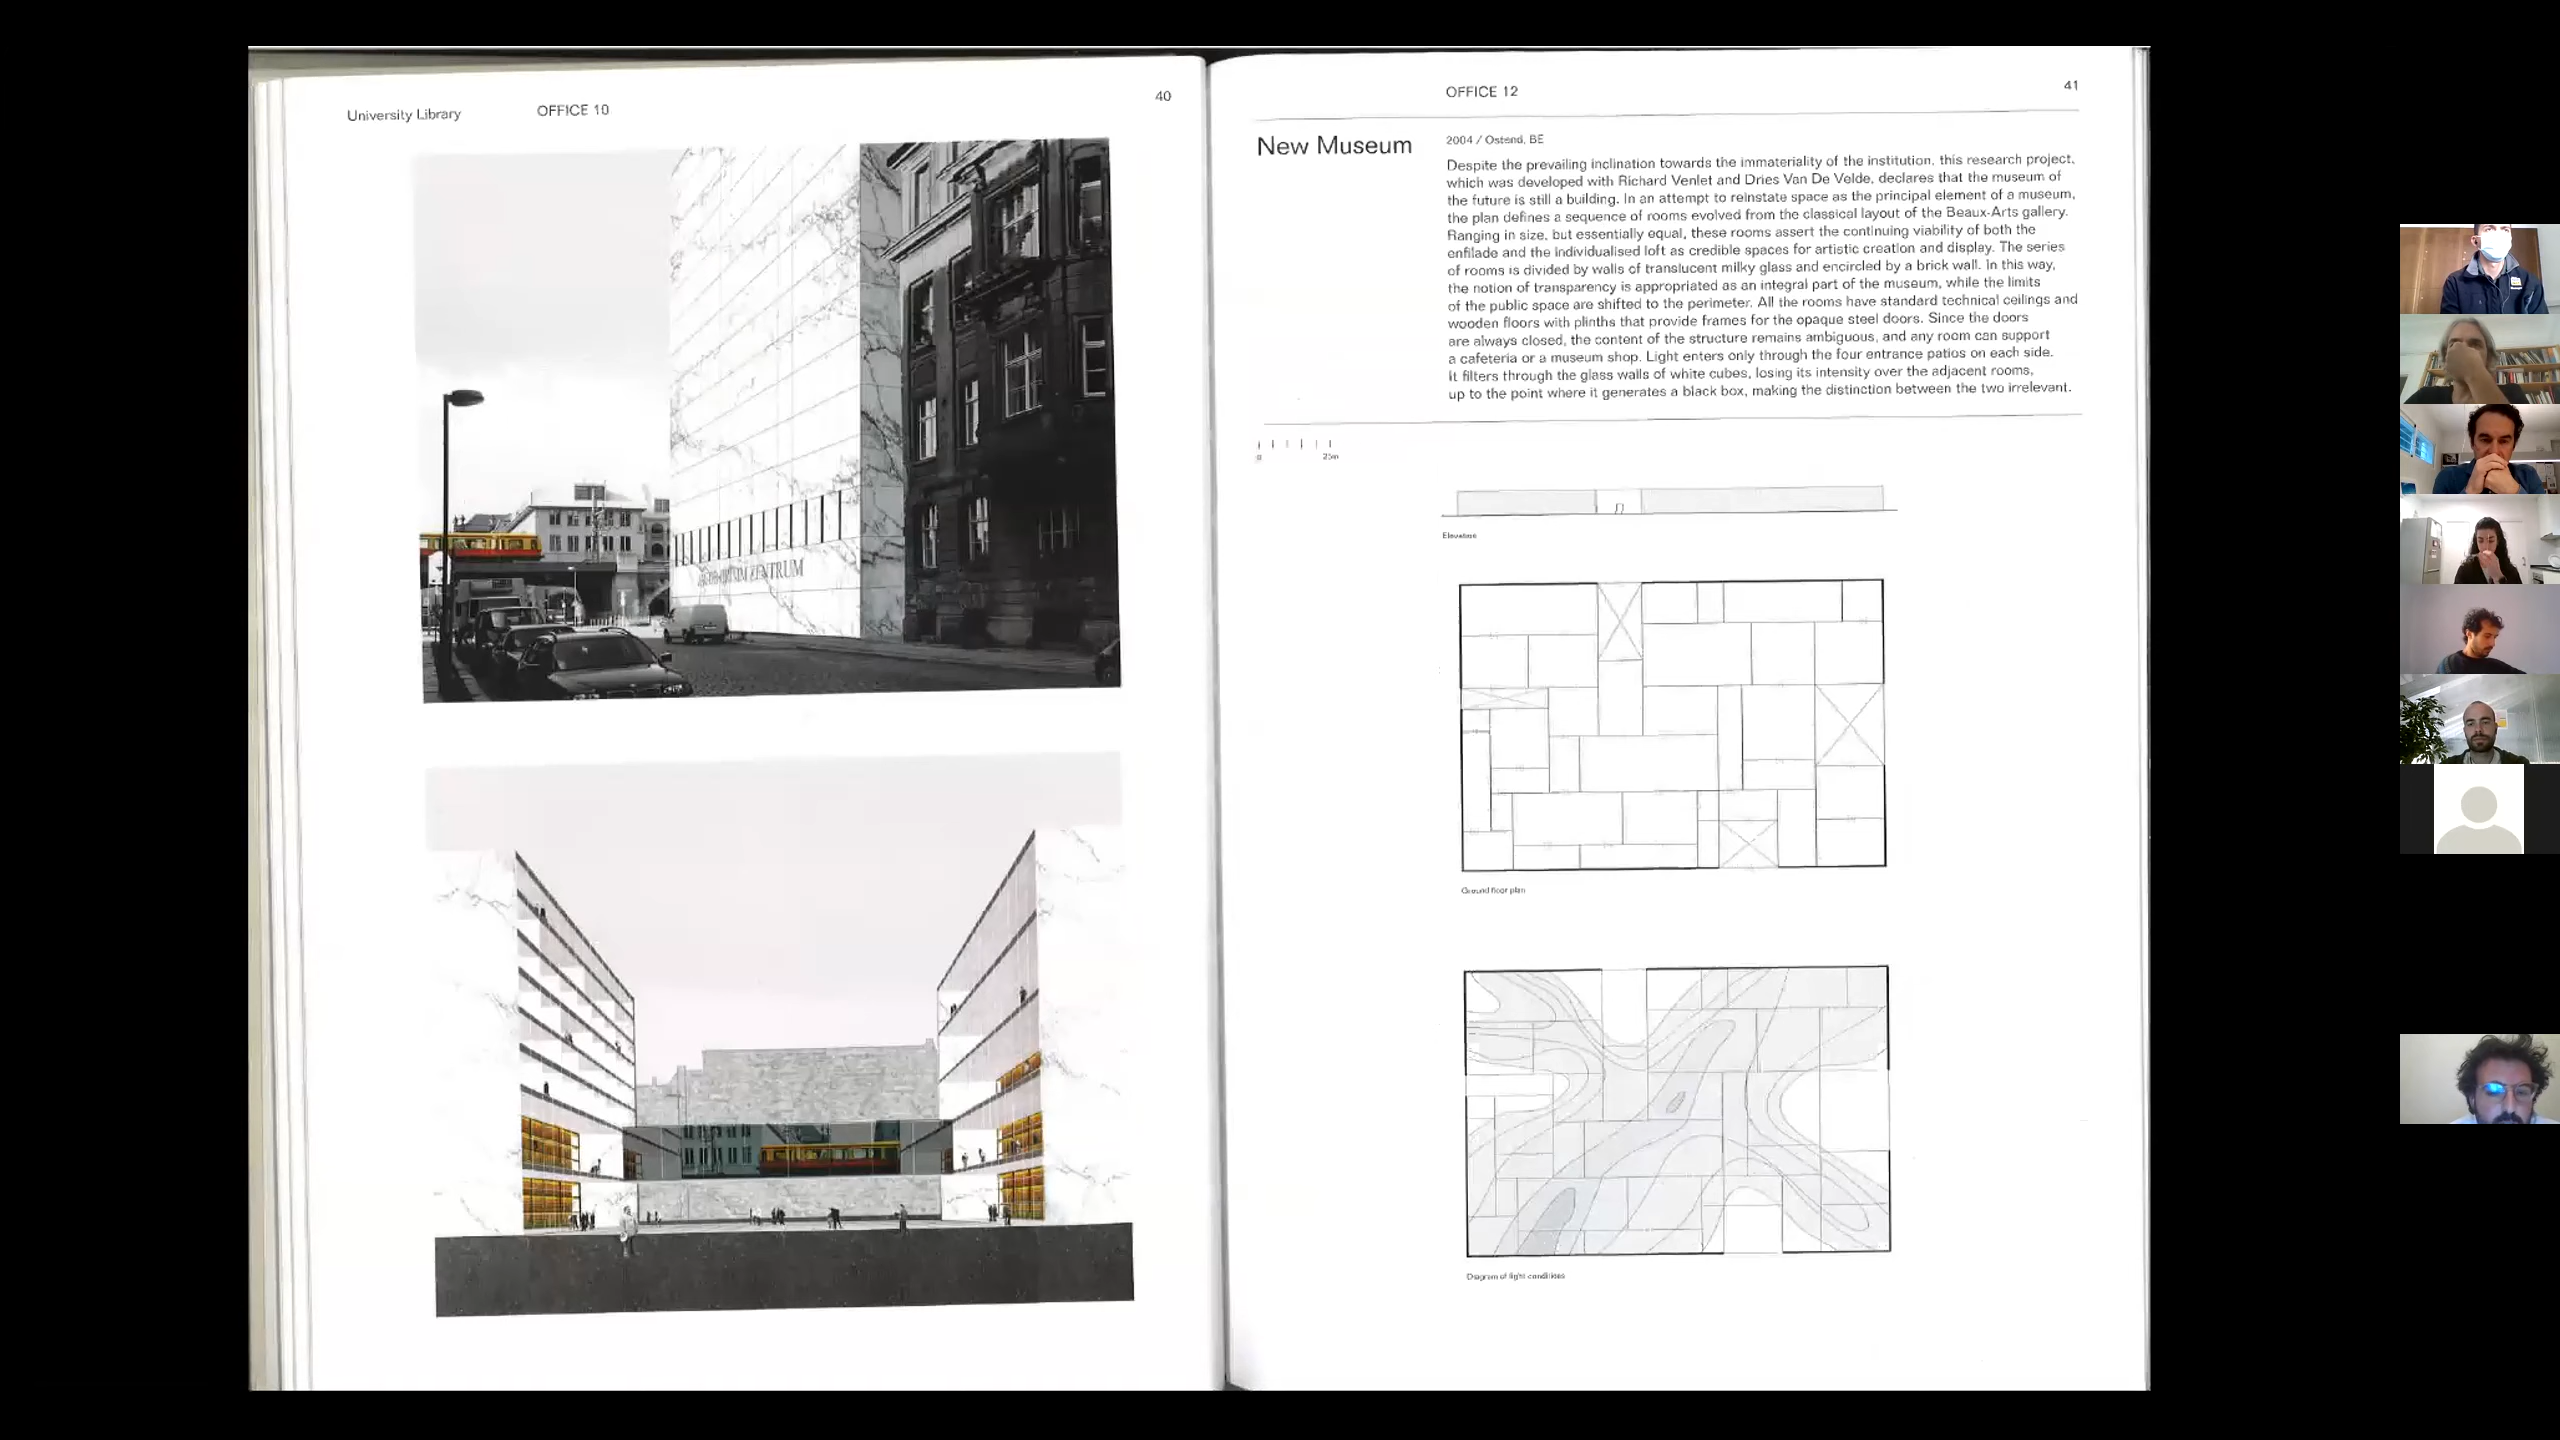 University Library
OFFICE 10
40
ZENTRUM
OFFICE 12
41
New Museum
2004 / Ostend, BE
Despite the prevailing inclination towards the immateriality of the institution, this research project,
which was developed with Richard Venlet and Dries Van De Velde, declares that the museum of
the future is still a building. In an attempt to reinstate space as the principal element of a museum,
the plan defines a sequence of rooms evolved from the classical layout of the Beaux-Arts gallery.
Ranging in size, but essentially equal, these rooms assert the continuing viability of both the
enfilade and the individualised loft as credible spaces for artistic creation and display. The series
of rooms is divided by walls of translucent milky glass and encircled by a brick wall. In this way,
the notion of transparency is appropriated as an integral part of the museum, while the limits
of the public space are shifted to the perimeter. All the rooms have standard technical ceilings and
wooden floors with plinths that provide frames for the opaque steel doors. Since the doors
are always closed, the content of the structure remains ambiguous, and any room can support
a cafeteria or a museum shop. Light enters only through the four entrance patios on each side.
It filters through the glass walls of white cubes, losing its intensity over the adjacent rooms,
up to the point where it generates a black box, making the distinction between the two irrelevant.
0
25m
Elevation
Ground floor plan
Diagram of light conditions